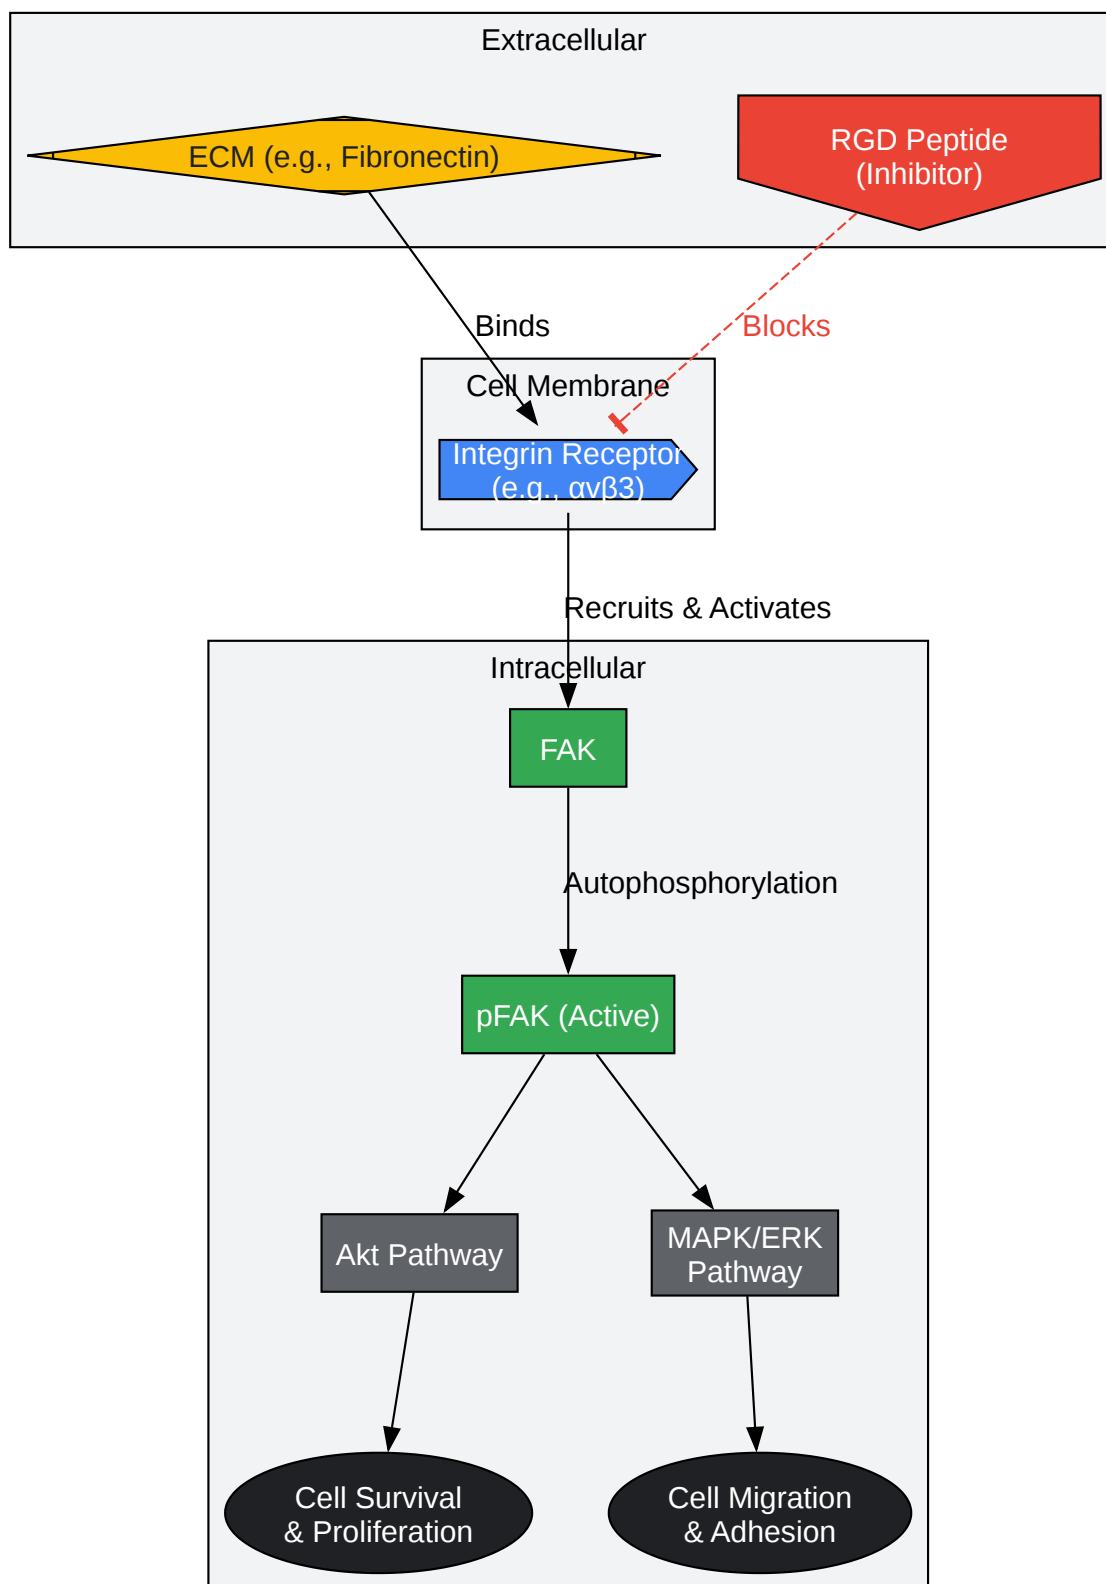 Extracellular
ECM (e.g., Fibronectin)
RGD Peptide
(Inhibitor)
Binds
Blocks
Cell Membrane
Integrin Receptor
(e.g., αvβ3)
Recruits & Activates
Intracellular
FAK
Autophosphorylation
pFAK (Active)
Akt Pathway
MAPK/ERK
Pathway
Cell Survival
& Proliferation
Cell Migration
& Adhesion